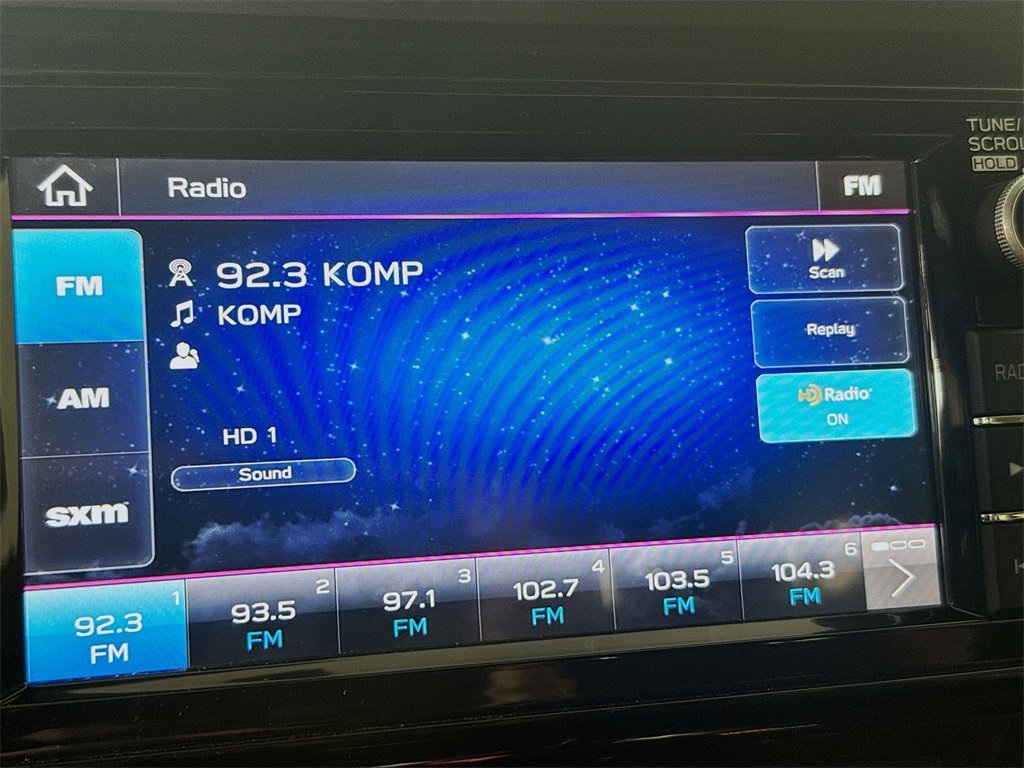 TUNE/
SCROL
HOLD
Radio
FM
FM
AM
sxm
92.3 KOMP
KOMP
HD 1
Sound
Scan
Replay
HD Radio
ON
RAD
1
92.3
FM
2
93.5
FM
3
97.1
FM
4
102.7
FM
5
103.5
FM
6
104.3
FM